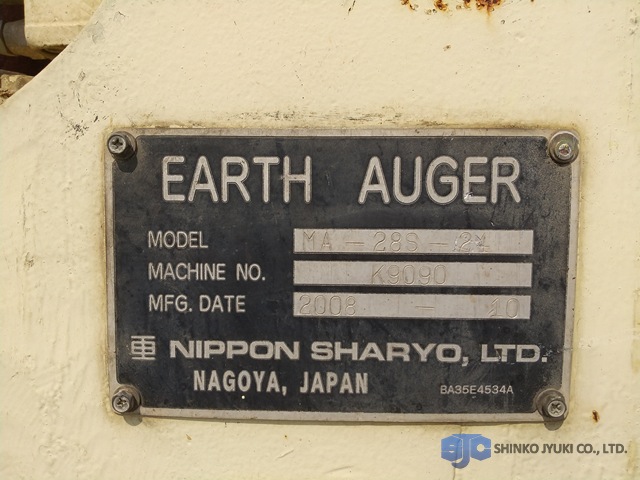 EARTH AUGER
MODEL MA-28S-
MACHINE NO. K9090
MFG. DATE 2008 - 10
NIPPON SHARYO, LTD.
NAGOYA, JAPAN
BA35E4534A
SJC SHINKO JYUKI CO., LTD.